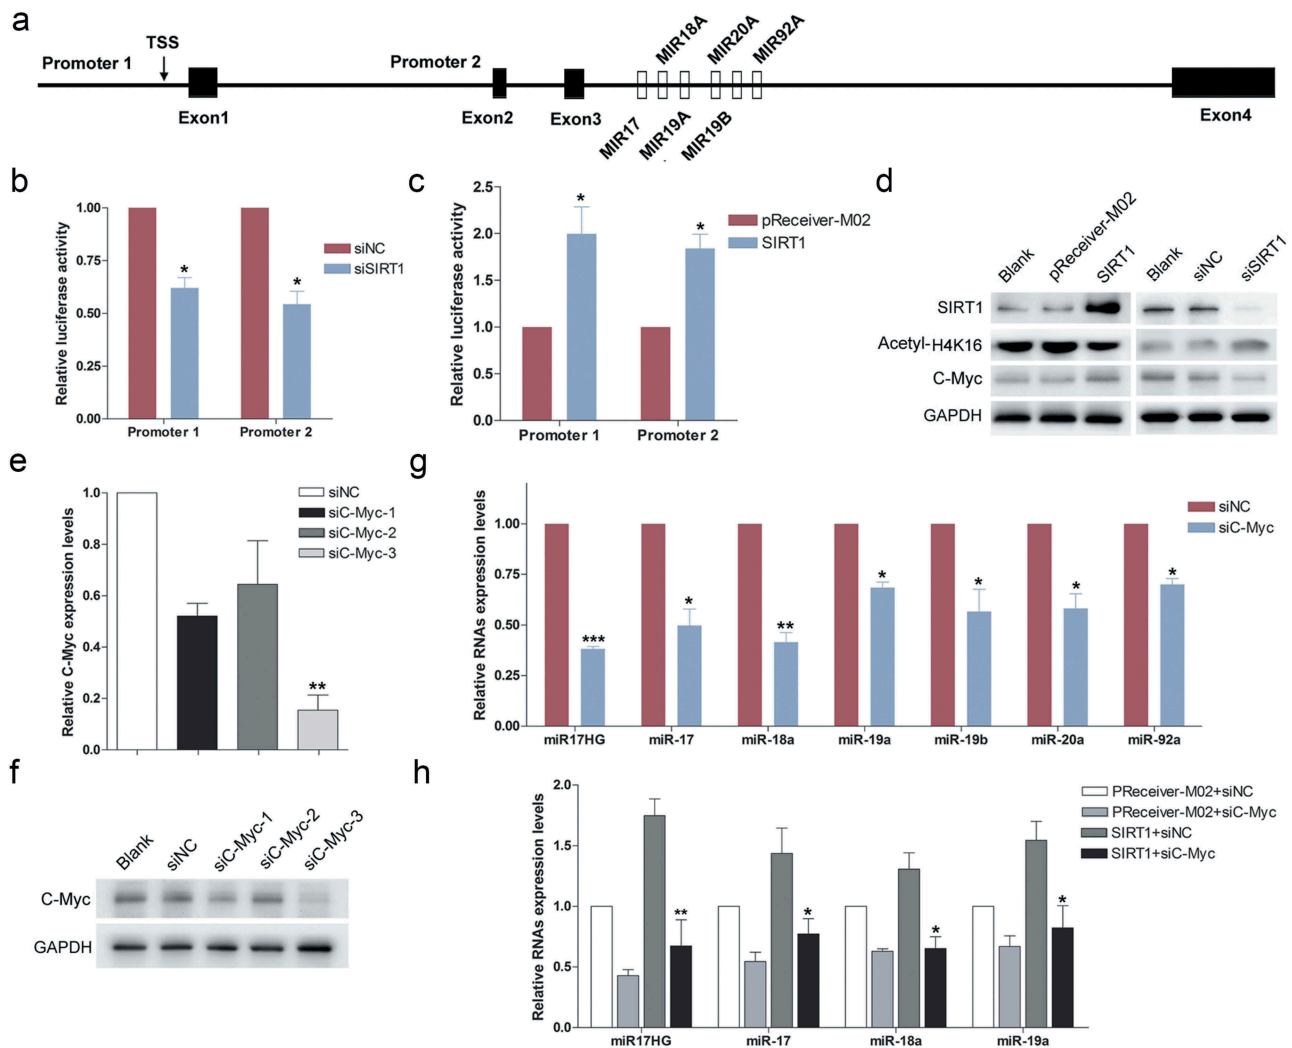 a
MIR18A
MIR20A
MIR92A
TSS
Promoter 1
Promoter 2
Exon1
Exon2
Exon3
Exon4
MIR17
MIR19A
MIR19B
b
Relative luciferase activity
1.00
0.75
0.50
0.25
0.00
* *
siNC
siSIRT1
Promoter 1
Promoter 2
c
Relative luciferase activity
2.5
2.0
1.5
1.0
0.5
0.0
* *
pReceiver-M02
SIRT1
Promoter 1
Promoter 2
d
Blank
pReceiver-M02
SIRT1
Blank
siNC
siSIRT1
SIRT1
Acetyl-H4K16
C-Myc
GAPDH
e
Relative C-Myc expression levels
1.0
0.8
0.6
0.4
0.2
0.0
**
siNC
siC-Myc-1
siC-Myc-2
siC-Myc-3
f
Blank
siNC
siC-Myc-1
siC-Myc-2
siC-Myc-3
C-Myc
GAPDH
g
Relative RNAs expression levels
1.00
0.75
0.50
0.25
0.00
*** * ** * * * *
siNC
siC-Myc
miR17HG
miR-17
miR-18a
miR-19a
miR-19b
miR-20a
miR-92a
h
Relative RNAs expression levels
2.0
1.5
1.0
0.5
0.0
** * * *
PReceiver-M02+siNC
PReceiver-M02+siC-Myc
SIRT1+siNC
SIRT1+siC-Myc
miR17HG
miR-17
miR-18a
miR-19a